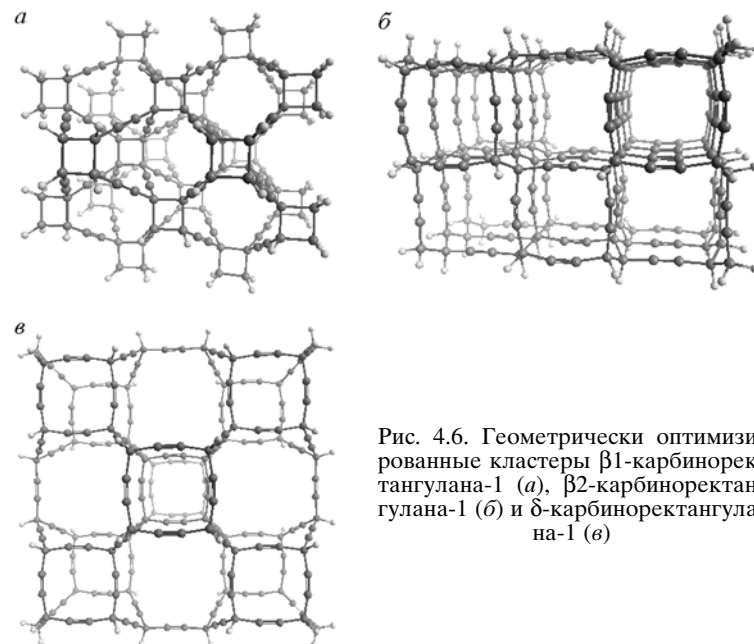 а
б
в
Рис. 4.6. Геометрически оптимизи
рованные кластеры β1-карбинорек
тангулана-1 (а), β2-карбиноректан
гулана-1 (б) и δ-карбиноректангула
на-1 (в)